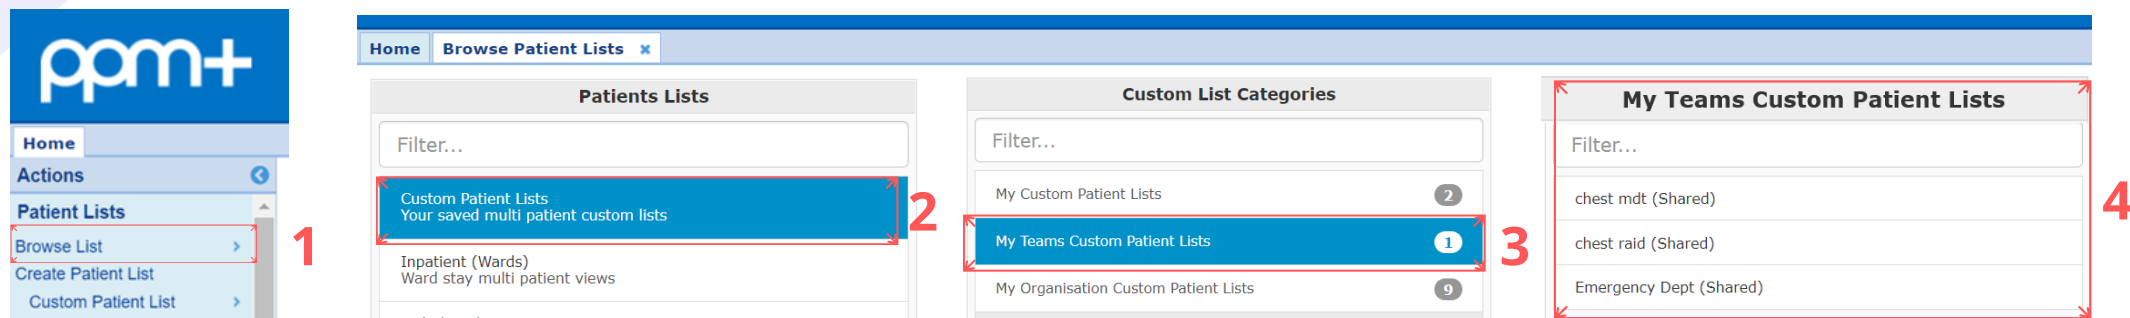 ppm+
Home
Actions
Patient Lists
Browse List
Create Patient List
Custom Patient List
1
Home
Browse Patient Lists
Patients Lists
Filter...
Custom Patient Lists
Your saved multi patient custom lists
2
Inpatient (Wards)
Ward stay multi patient views
Custom List Categories
Filter...
My Custom Patient Lists 2
My Teams Custom Patient Lists 1
3
My Organisation Custom Patient Lists 9
My Teams Custom Patient Lists
Filter...
chest mdt (Shared)
chest raid (Shared)
Emergency Dept (Shared)
4